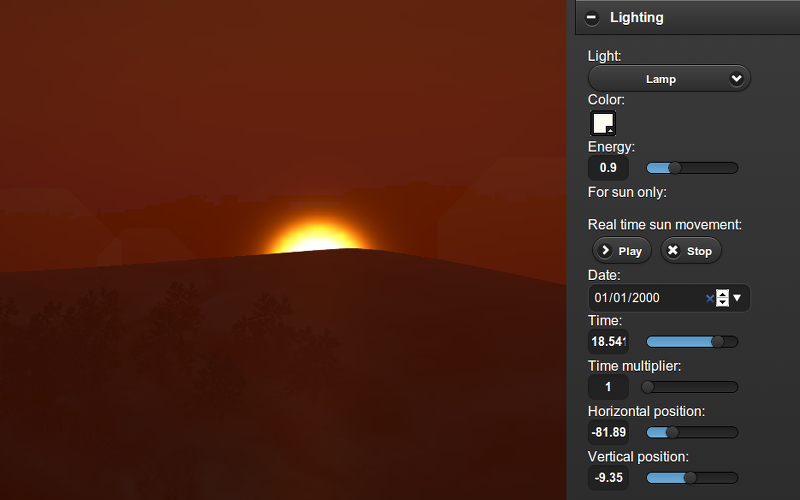 Lighting
Light:
Lamp
Color:
Energy:
0.9
For sun only:
Real time sun movement:
Play Stop
Date:
01/01/2000
Time:
18.541
Time multiplier:
1
Horizontal position:
-81.89
Vertical position:
-9.35